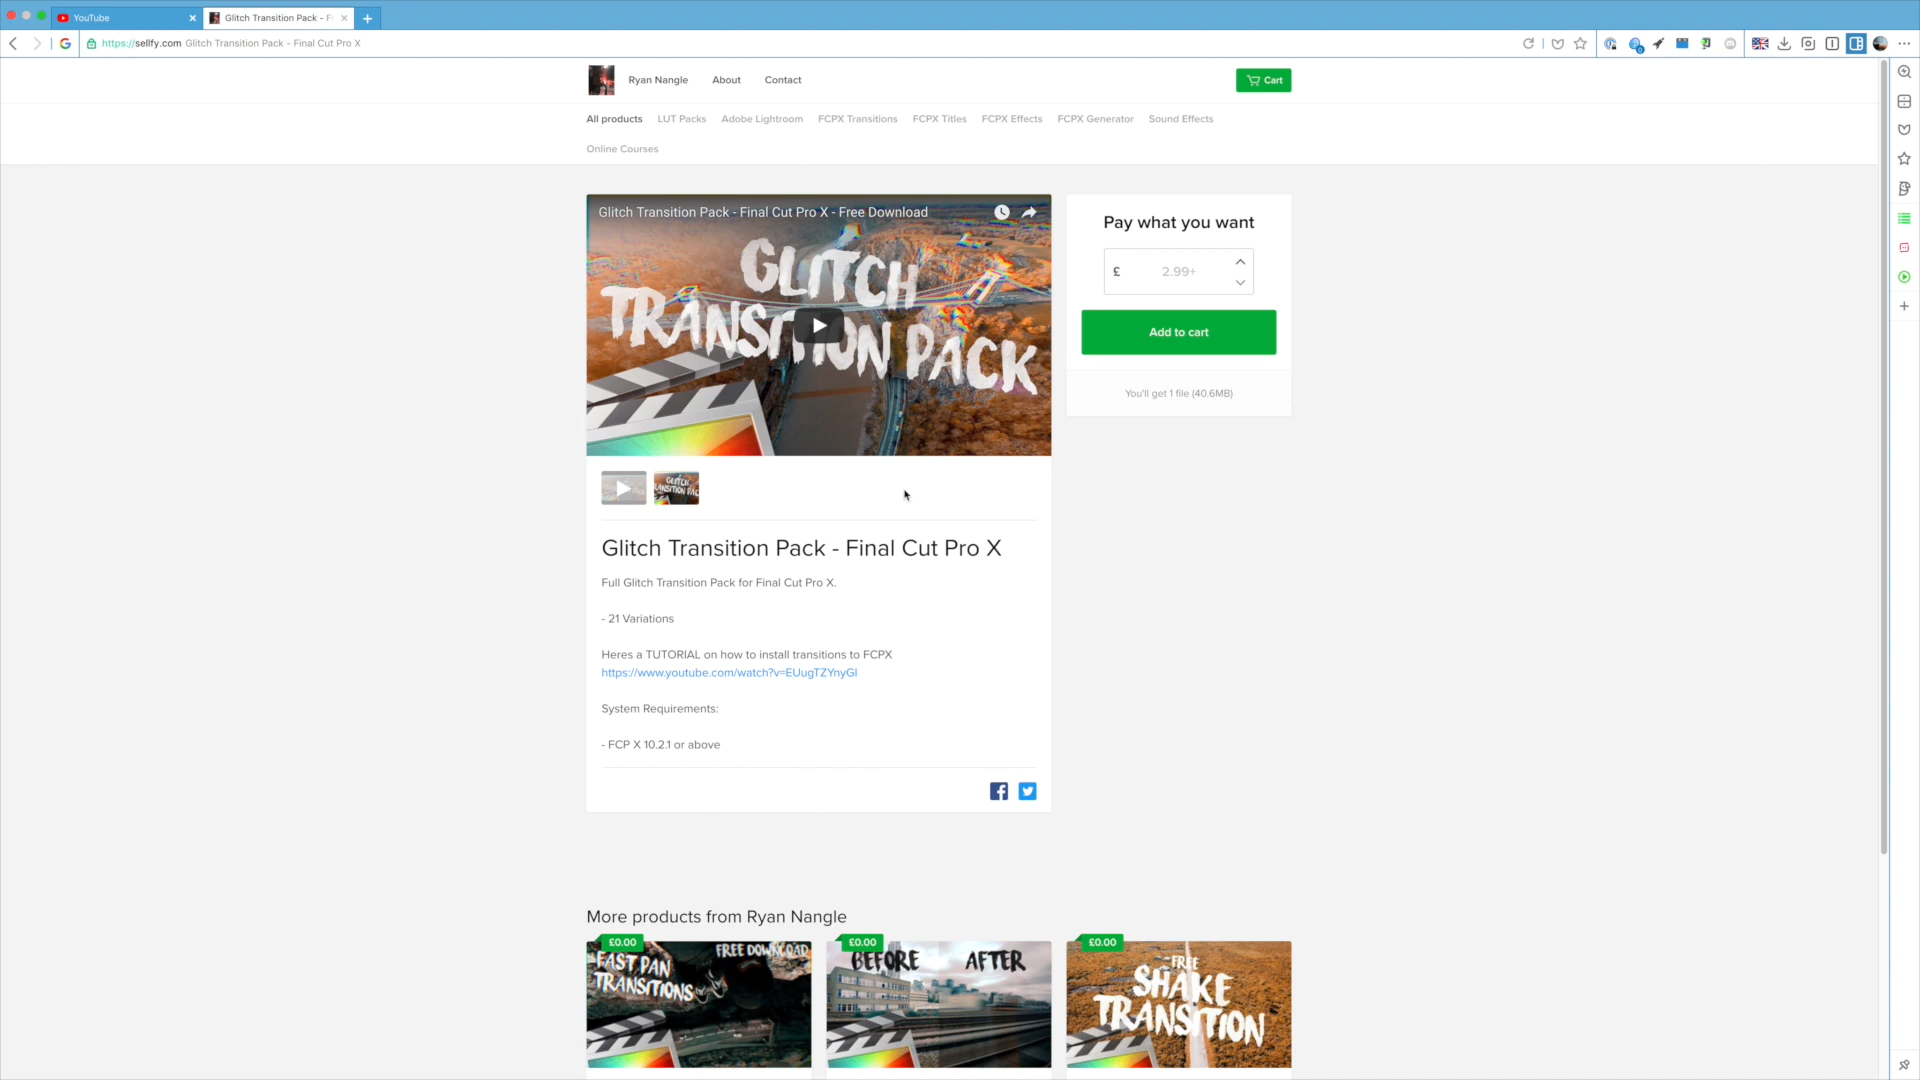 YouTube
Glitch Transition Pack - F
https://sellfy.com Glitch Transition Pack - Final Cut Pro X
Ryan Nangle About Contact
Cart
All products LUT Packs Adobe Lightroom FCPX Transitions FCPX Titles FCPX Effects FCPX Generator Sound Effects
Online Courses
Glitch Transition Pack - Final Cut Pro X - Free Download
GLITCH
TRANSITION PACK
Pay what you want
£ 2.99+
Add to cart
You'll get 1 file (40.6MB)
GLITCH
Glitch Transition Pack - Final Cut Pro X
Full Glitch Transition Pack for Final Cut Pro X.
- 21 Variations
Heres a TUTORIAL on how to install transitions to FCPX
https://www.youtube.com/watch?v=EUugTZYnyGI
System Requirements:
- FCP X 10.2.1 or above
More products from Ryan Nangle
£0.00
FREE DOWNLOAD
FAST PAN
TRANSITIONS
£0.00
BEFORE AFTER
£0.00
FREE
SHAKE
TRANSITION